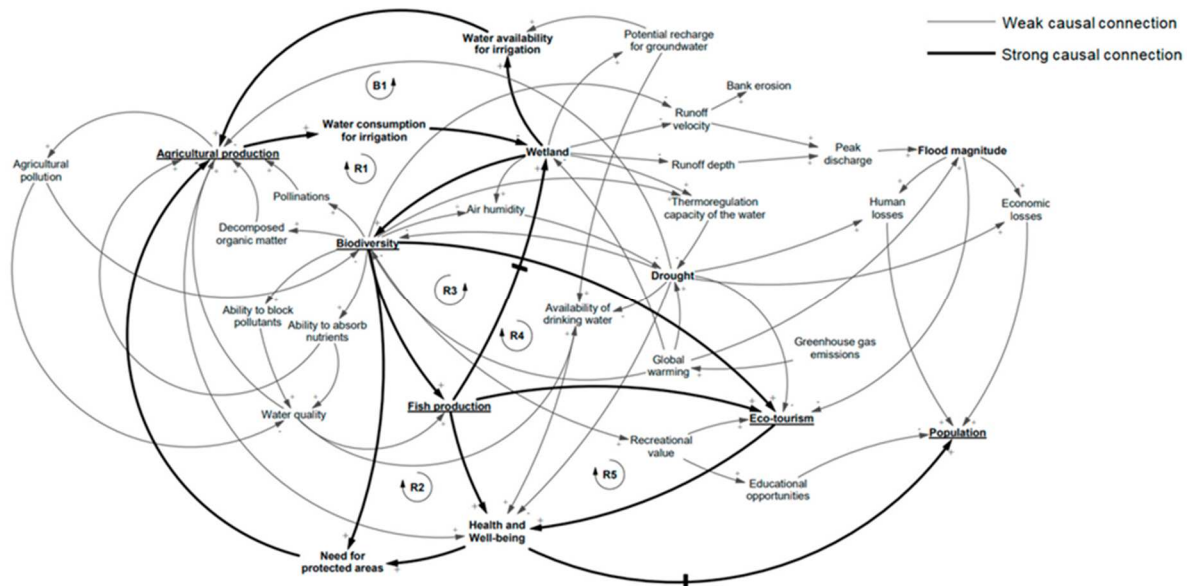 Weak causal connection
Strong causal connection
Water availability
for irrigation
Potential recharge
for groundwater
B1
Bank erosion
Runoff
velocity
Water consumption
for irrigation
Agricultural production
Wetland
Peak
discharge
Flood magnitude
Agricultural
pollution
R1
Runoff depth
Pollinations
Air humidity
Thermoregulation
capacity of the water
Human
losses
Economic
losses
Decomposed
organic matter
Biodiversity
Drought
R3
Ability to block
pollutants
Ability to absorb
nutrients
Availability of
drinking water
R4
Greenhouse gas
emissions
Global
warming
Fish production
Water quality
Eco-tourism
Population
Recreational
value
R5
R2
Educational
opportunities
Health and
Well-being
Need for
protected areas